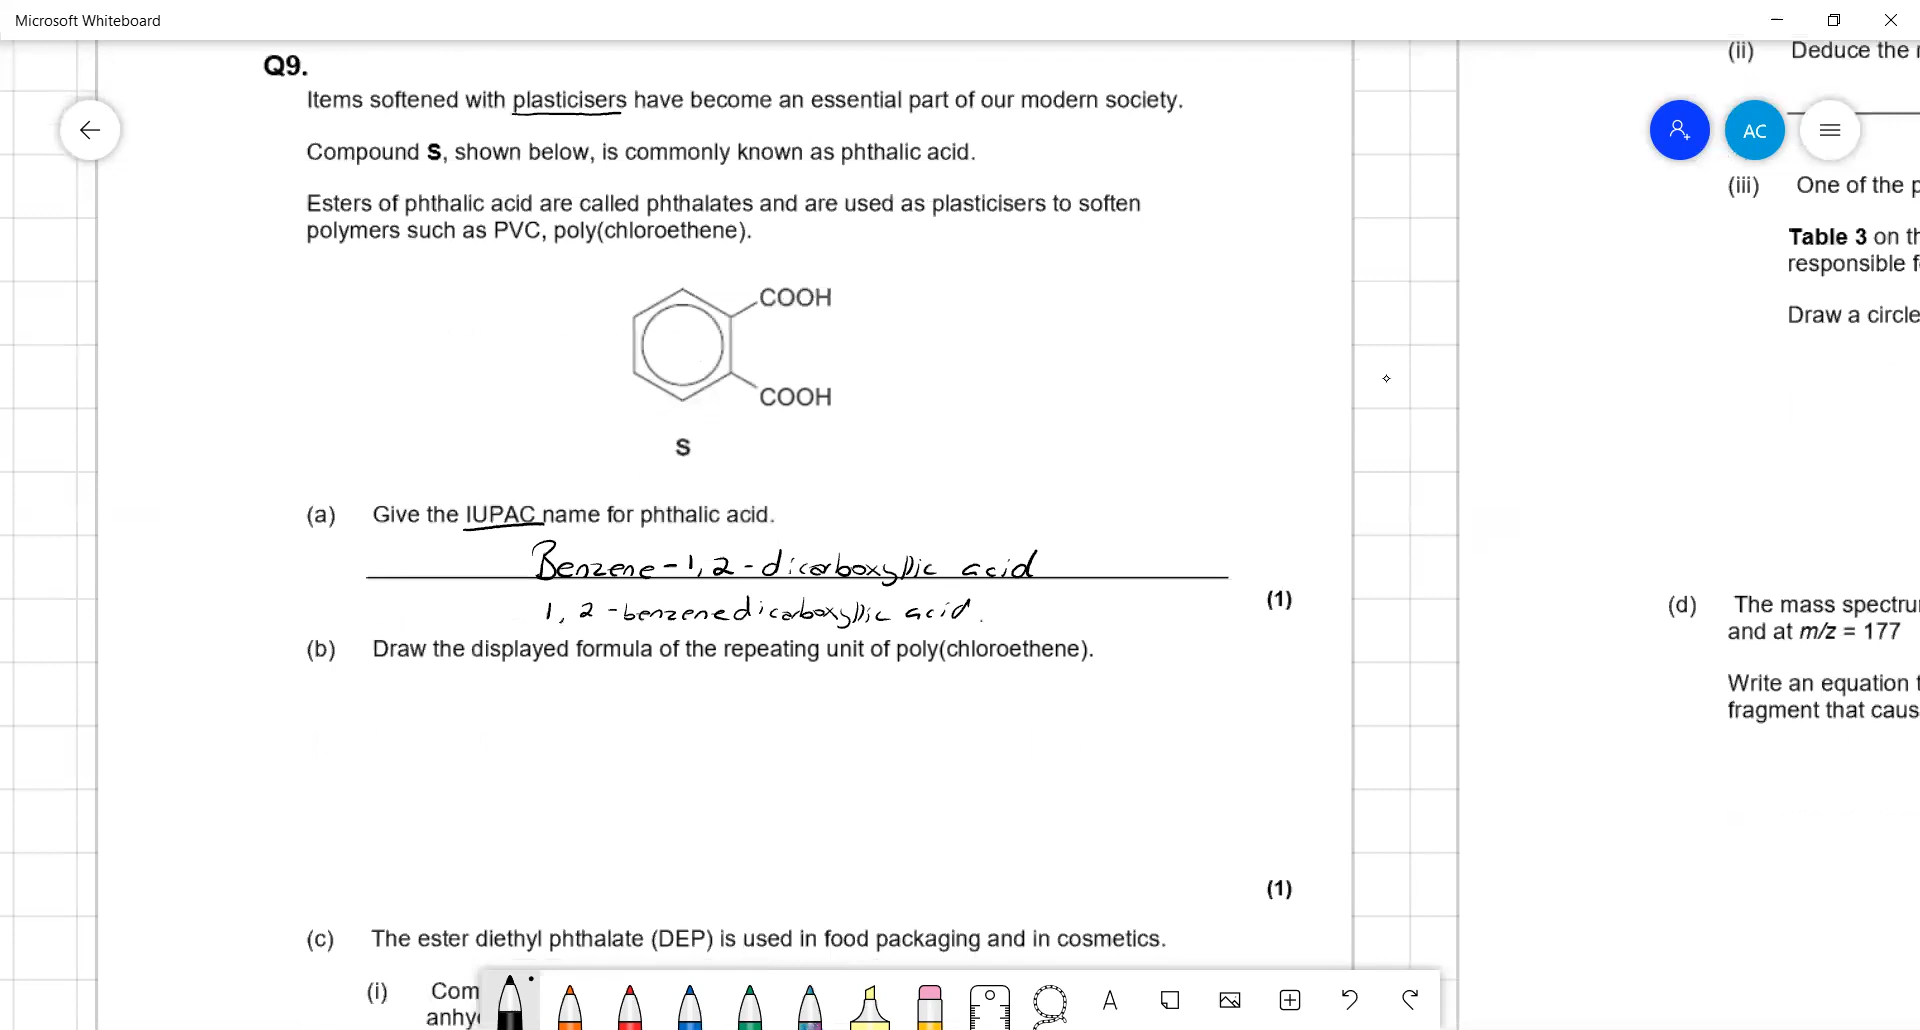 Microsoft Whiteboard
Q9.
Items softened with plasticisers have become an essential part of our modern society.
Compound S, shown below, is commonly known as phthalic acid.
Esters of phthalic acid are called phthalates and are used as plasticisers to soften
polymers such as PVC, poly(chloroethene).
COOH
COOH
S
(a) Give the IUPAC name for phthalic acid.
Benzene-1,2-dicarboxylic acid
(1)
1,2-benzenedicarboxylic acid.
(b) Draw the displayed formula of the repeating unit of poly(chloroethene).
(1)
(c) The ester diethyl phthalate (DEP) is used in food packaging and in cosmetics.
(i) Com
anhy
(ii) Deduce the
AC
(iii) One of the p
Table 3 on th
responsible f
Draw a circle
(d) The mass spectru
and at m/z = 177
Write an equation t
fragment that caus
A